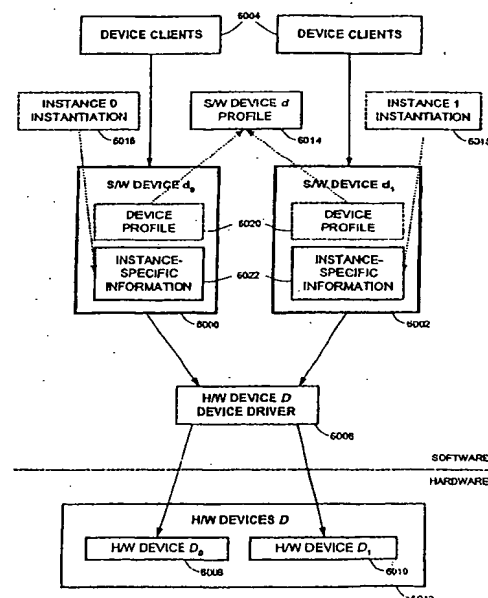 6004
DEVICE CLIENTS
DEVICE CLIENTS
INSTANCE 0
INSTANTIATION
6016
S/W DEVICE d
PROFILE
6014
INSTANCE 1
INSTANTIATION
S/W DEVICE d0
DEVICE
PROFILE
INSTANCE-
SPECIFIC
INFORMATION
6000
6020
6022
S/W DEVICE d1
DEVICE
PROFILE
INSTANCE-
SPECIFIC
INFORMATION
6002
H/W DEVICE D
DEVICE DRIVER
6006
SOFTWARE
HARDWARE
H/W DEVICES D
H/W DEVICE D0
6008
H/W DEVICE D1
6010